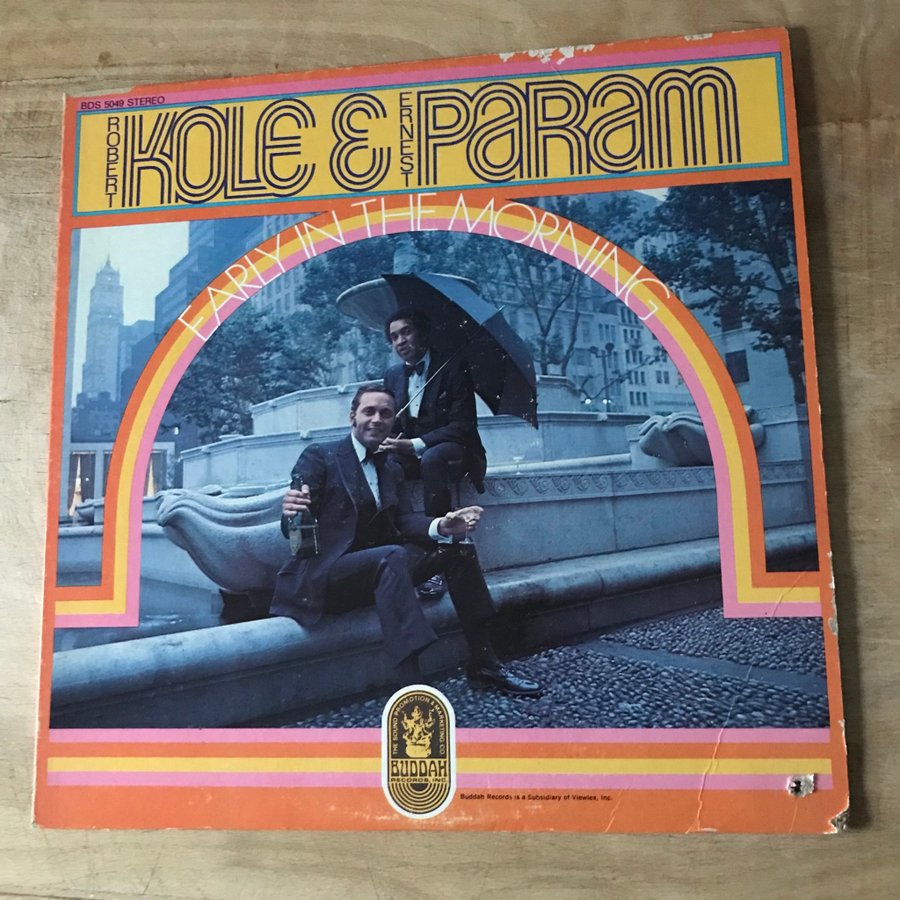 BDS 5049 STEREO
ROBERT KOLE & ERNEST PARAM
EARLY IN THE MORNING
THE SOUND PROMOTION & MARKETING CO
BUDDAH
RECORDS, INC.
Buddah Records is a Subsidiary of Viewlex, Inc.